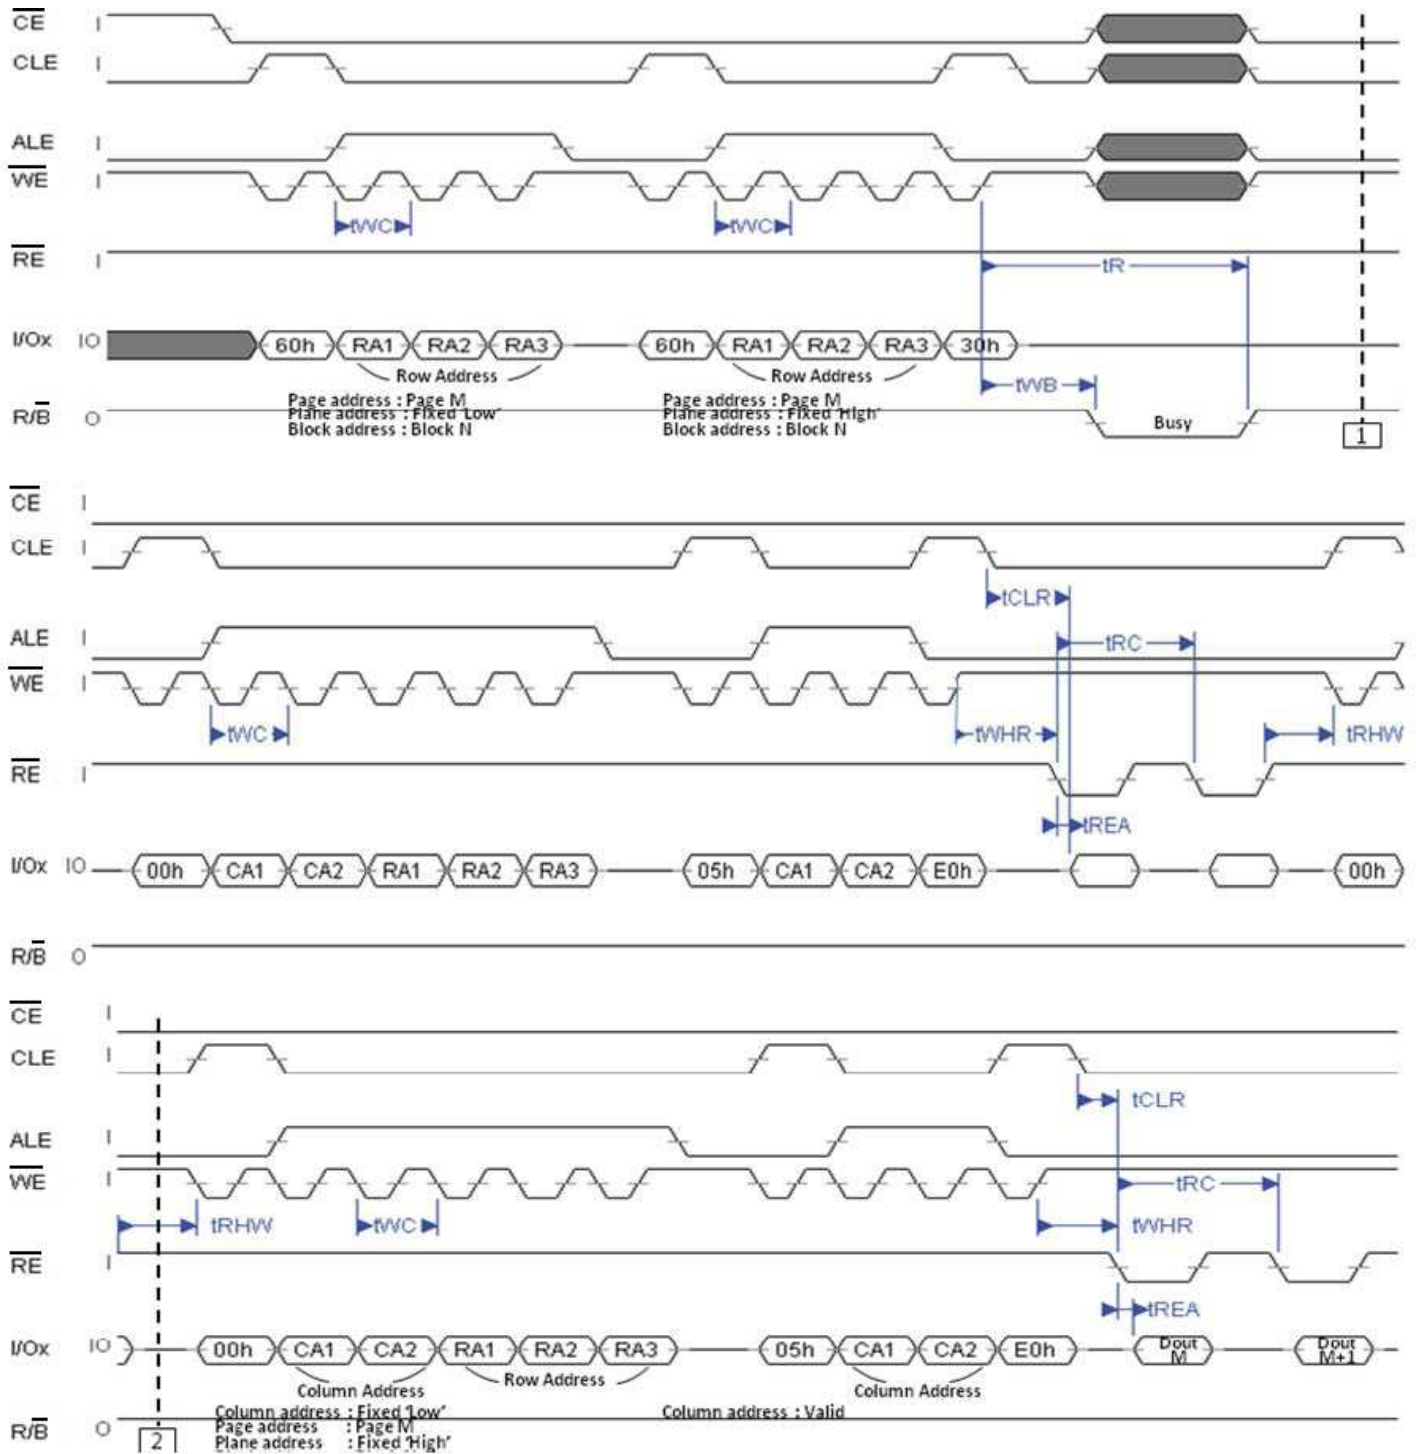 CE I
CLE I
ALE I
WE I
tWC tWC
RE I
tR
I/Ox IO 60h RA1 RA2 RA3 60h RA1 RA2 RA3 30h
Row Address Row Address
tWB
Page address : Page M Page address : Page M
Plane address : Fixed 'Low' Plane address : Fixed 'High'
Block address : Block N Block address : Block N
R/B O Busy
1
CE I
CLE I
tCLR
ALE I
tRC
WE I
tWC tWHR tRHW
RE I
tREA
I/Ox IO 00h CA1 CA2 RA1 RA2 RA3 05h CA1 CA2 E0h 00h
R/B O
CE I
CLE I
tCLR
ALE I
WE I
tRC
tRHW tWC tWHR
RE I
tREA
I/Ox IO 00h CA1 CA2 RA1 RA2 RA3 05h CA1 CA2 E0h Dout M Dout M+1
Column Address Row Address Column Address
Column address : Fixed 'Low' Column address : Valid
Page address : Page M
Plane address : Fixed 'High'
R/B O
2